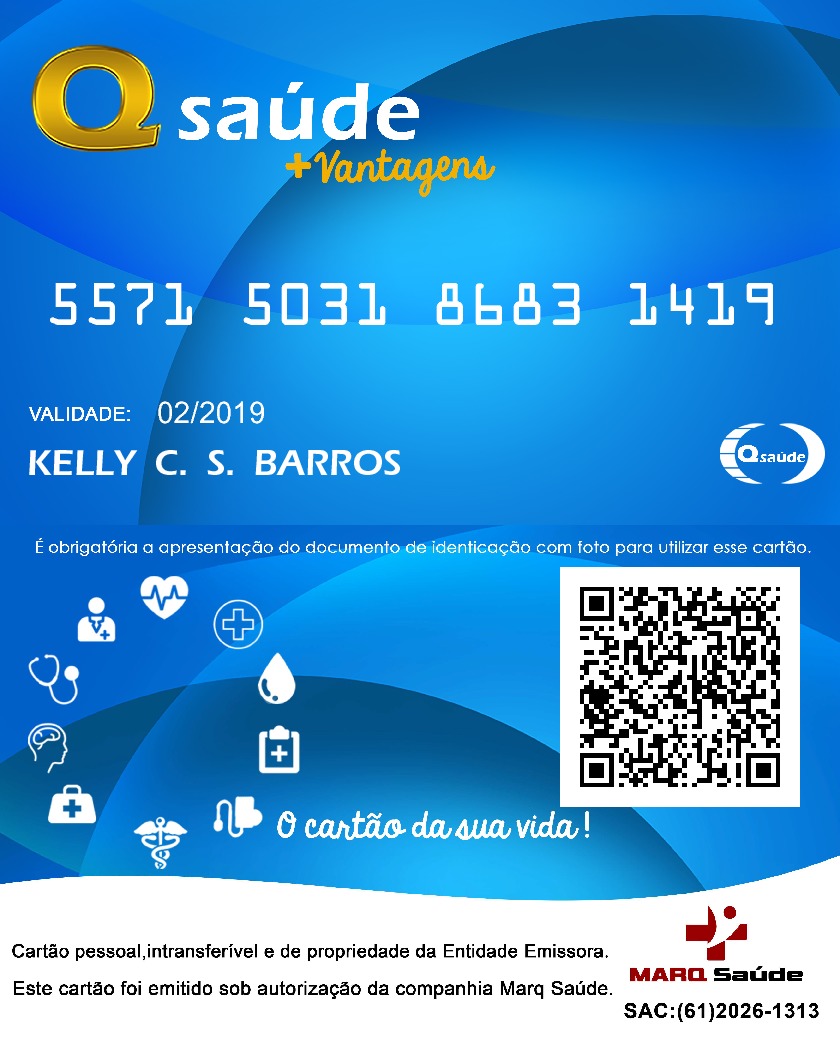 Q saúde
+Vantagens
5571 5031 8683 1419
VALIDADE: 02/2019
KELLY C. S. BARROS
Qsaúde
É obrigatória a apresentação do documento de identicação com foto para utilizar esse cartão.
O cartão da sua vida!
Cartão pessoal,intransferível e de propriedade da Entidade Emissora.
MARQ Saúde
Este cartão foi emitido sob autorização da companhia Marq Saúde.
SAC:(61)2026-1313